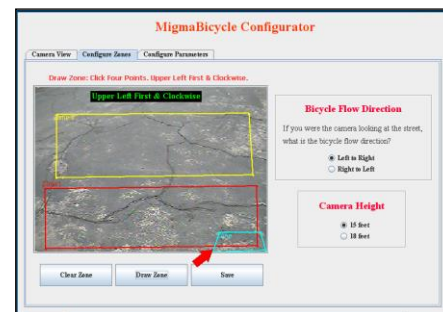 MigmaBicycle Configurator
Camera View
Configure Zones
Configure Parameters
Draw Zone: Click Four Points. Upper Left First & Clockwise.
Upper Left First & Clockwise
Bicycle Flow Direction
If you were the camera looking at the street,
what is the bicycle flow direction?
Left to Right
Right to Left
Camera Height
15 feet
18 feet
Clear Zone
Draw Zone
Save